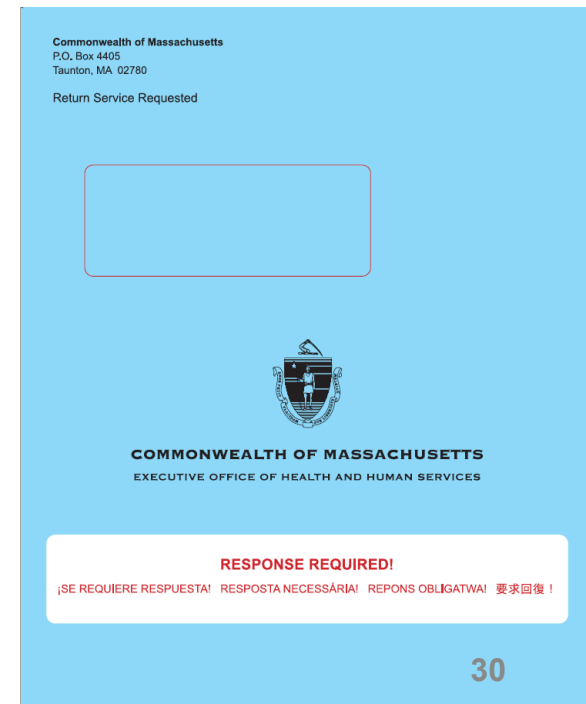 Commonwealth of Massachusetts
P.O. Box 4405
Taunton, MA 02780
Return Service Requested
COMMONWEALTH OF MASSACHUSETTS
EXECUTIVE OFFICE OF HEALTH AND HUMAN SERVICES
RESPONSE REQUIRED!
¡SE REQUIERE RESPUESTA! RESPOSTA NECESSÁRIA! REPONS OBLIGATWA! 要求回復！
30